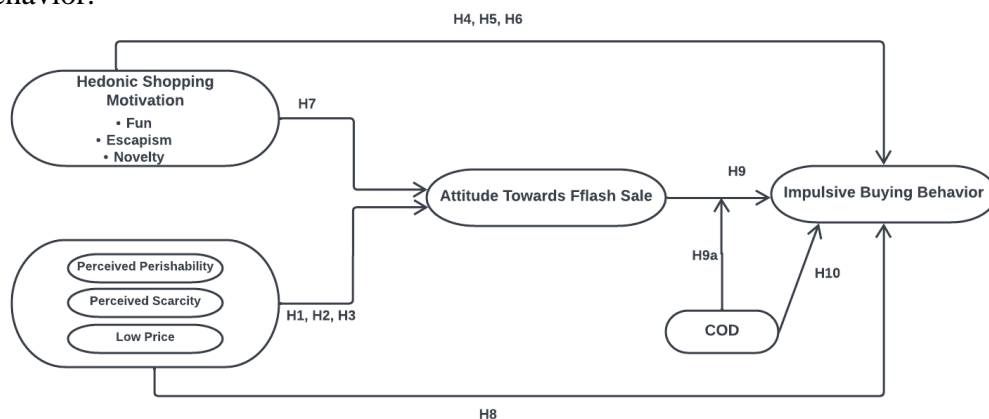 ehavior.
H4, H5, H6
Hedonic Shopping
Motivation
• Fun
• Escapism
• Novelty
H7
H9
Attitude Towards Fflash Sale
Impulsive Buying Behavior
Perceived Perishability
Perceived Scarcity
Low Price
H1, H2, H3
H9a
H10
COD
H8